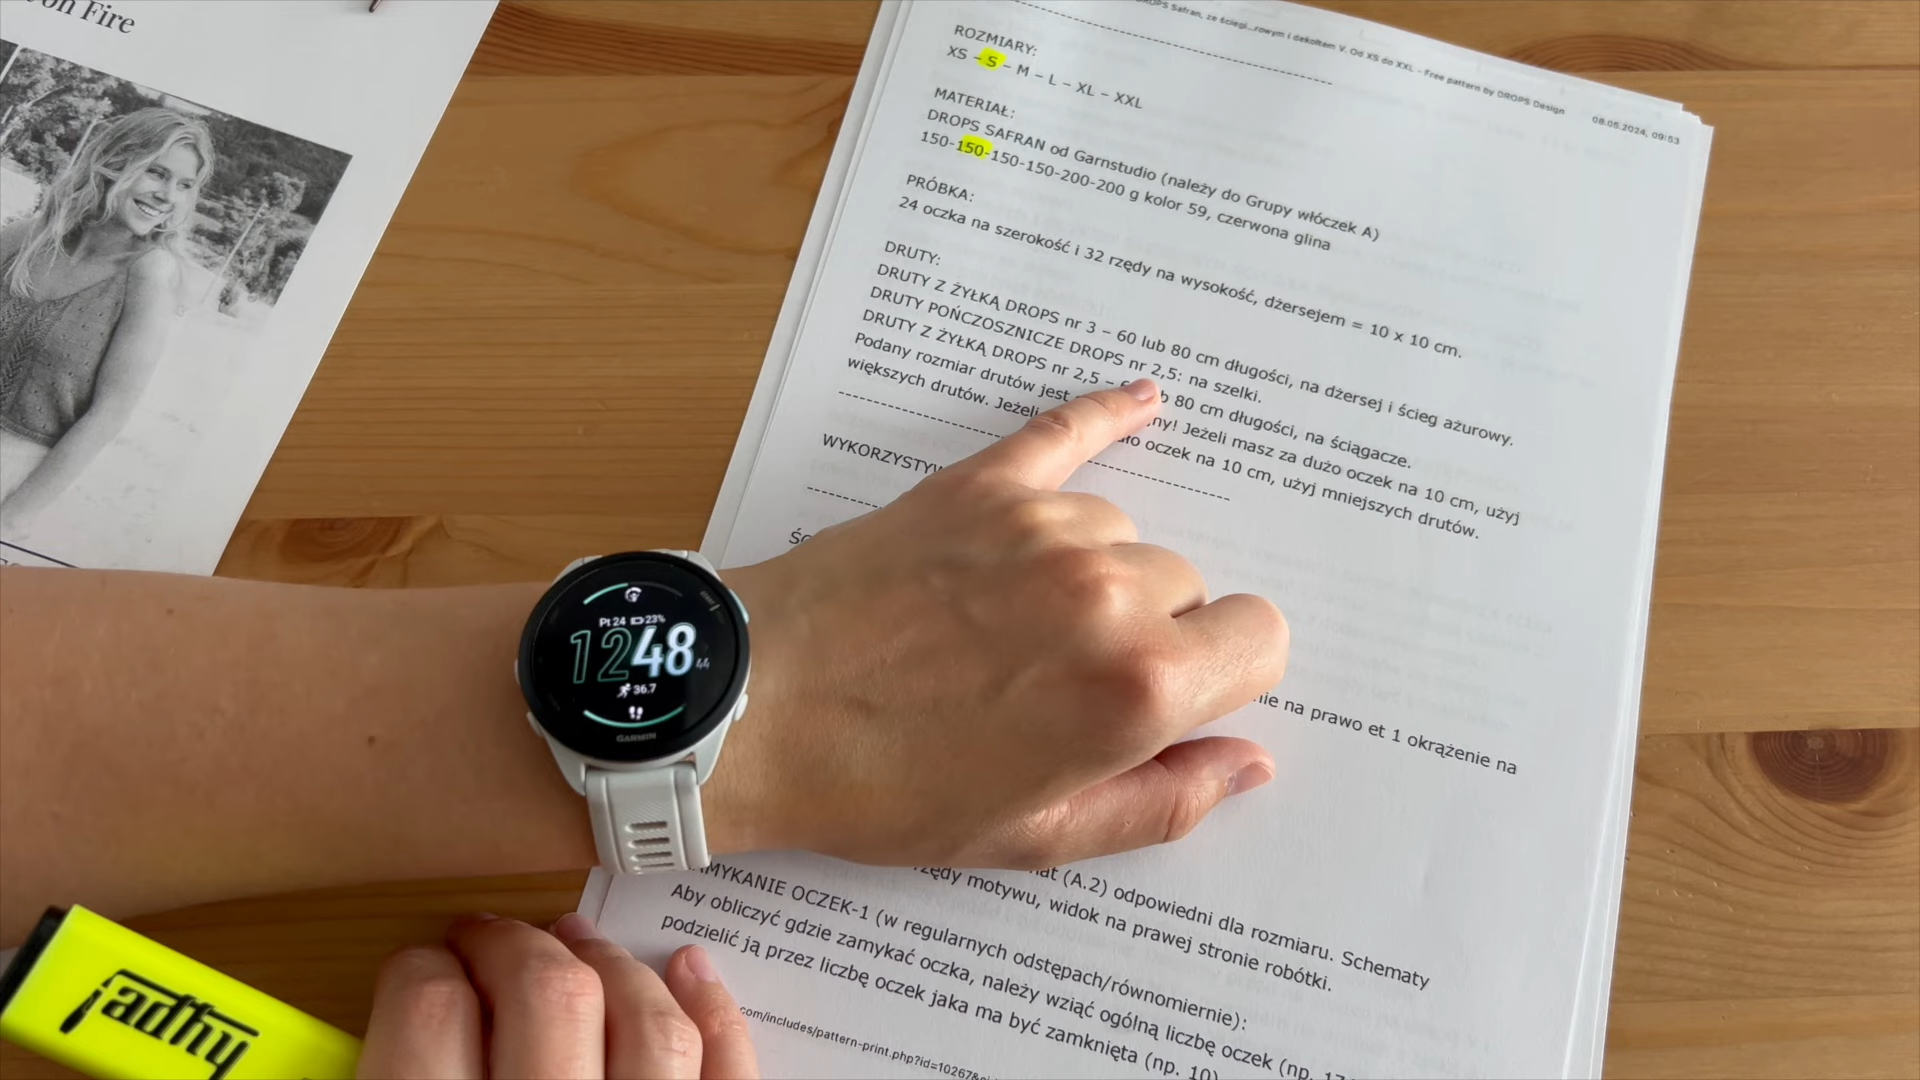 on Fire
DROPS Safran, ze ściegi...rowym i dekoltem V. Od XS do XXL - Free pattern by DROPS Design
08.05.2024, 09:53
ROZMIARY:
XS – S – M – L – XL – XXL
MATERIAŁ:
DROPS SAFRAN od Garnstudio (należy do Grupy włóczek A)
150-150-150-150-200-200 g kolor 59, czerwona glina
PRÓBKA:
24 oczka na szerokość i 32 rzędy na wysokość, dżersejem = 10 x 10 cm.
DRUTY:
DRUTY Z ŻYŁKĄ DROPS nr 3 – 60 lub 80 cm długości, na dżersej i ścieg ażurowy.
DRUTY POŃCZOSZNICZE DROPS nr 2,5: na szelki.
DRUTY Z ŻYŁKĄ DROPS nr 2,5 – 80 cm długości, na ściągacze.
Podany rozmiar drutów jest Jeżeli masz za dużo oczek na 10 cm, użyj
większych drutów. Jeżeli oczek na 10 cm, użyj mniejszych drutów.
WYKORZYSTYW
na prawo et 1 okrążenie na
(A.2) odpowiedni dla rozmiaru. Schematy
motywu, widok na prawej stronie robótki.
MYKANIE OCZEK-1 (w regularnych odstępach/równomiernie):
Aby obliczyć gdzie zamykać oczka, należy wziąć ogólną liczbę oczek (np.
podzielić ją przez liczbę oczek jaka ma być zamknięta (np. 10)
com/includes/pattern-print.php?id=10267
START
Pt 24 23%
1248 44
36.7
GARMIN
adhy